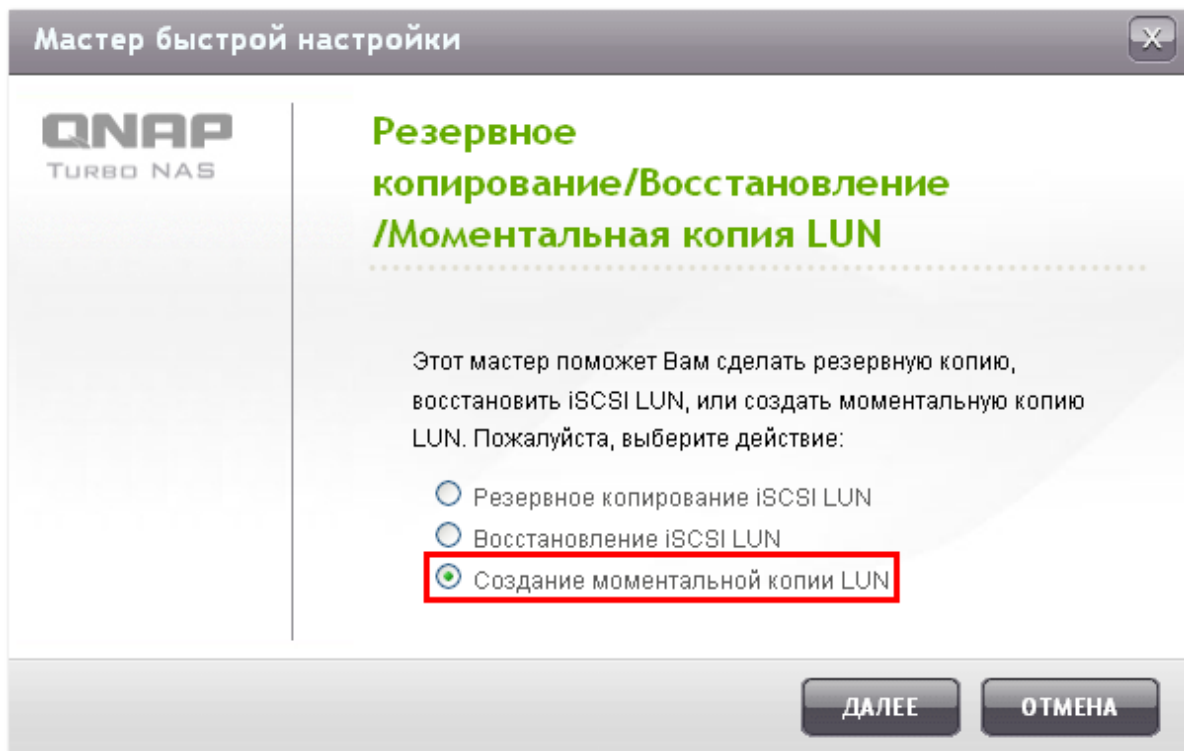 Мастер быстрой настройки
X
QNAP
TURBO NAS
Резервное
копирование/Восстановление
/Моментальная копия LUN
Этот мастер поможет Вам сделать резервную копию,
восстановить iSCSI LUN, или создать моментальную копию
LUN. Пожалуйста, выберите действие:
Резервное копирование iSCSI LUN
Восстановление iSCSI LUN
Создание моментальной копии LUN
ДАЛЕЕ
ОТМЕНА